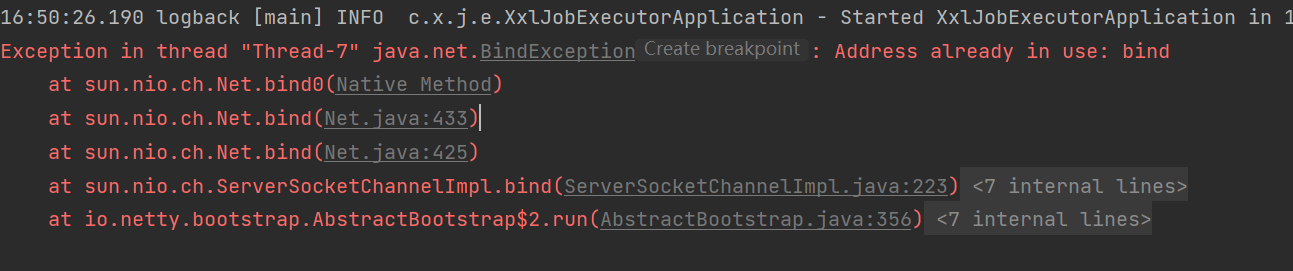 16:50:26.190 logback [main] INFO  c.x.j.e.XxlJobExecutorApplication - Started XxlJobExecutorApplication in 1
Exception in thread "Thread-7" java.net.BindException Create breakpoint : Address already in use: bind
    at sun.nio.ch.Net.bind0(Native Method)
    at sun.nio.ch.Net.bind(Net.java:433)
    at sun.nio.ch.Net.bind(Net.java:425)
    at sun.nio.ch.ServerSocketChannelImpl.bind(ServerSocketChannelImpl.java:223) <7 internal lines>
    at io.netty.bootstrap.AbstractBootstrap$2.run(AbstractBootstrap.java:356) <7 internal lines>